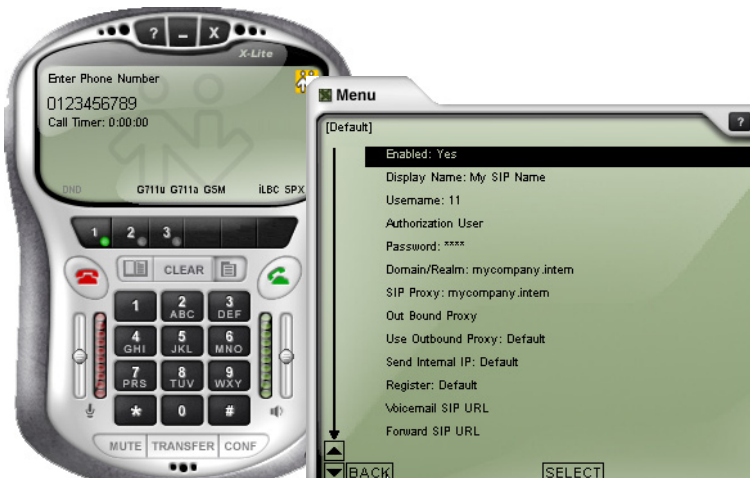 ? – X
X-Lite
Enter Phone Number
0123456789
Call Timer: 0:00:00
DND G711u G711a GSM iLBC SPX
1 2 3
CLEAR
1 2 ABC 3 DEF
4 GHI 5 JKL 6 MNO
7 PRS 8 TUV 9 WXY
* 0 #
MUTE TRANSFER CONF
Menu
?
[Default]
Enabled: Yes
Display Name: My SIP Name
Username: 11
Authorization User
Password: ****
Domain/Realm: mycompany.intern
SIP Proxy: mycompany.intern
Out Bound Proxy
Use Outbound Proxy: Default
Send Internal IP: Default
Register: Default
Voicemail SIP URL
Forward SIP URL
BACK SELECT